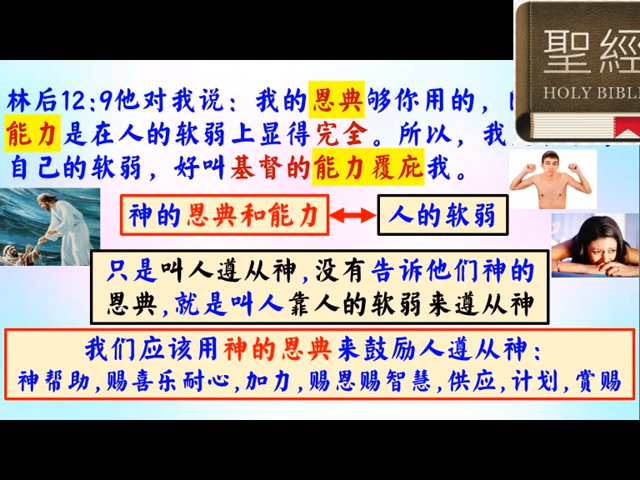 聖經
HOLY BIBLE
林后12:9他对我说：我的恩典够你用的，
能力是在人的软弱上显得完全。所以，我
自己的软弱，好叫基督的能力覆庇我。
神的恩典和能力 人的软弱
只是叫人遵从神,没有告诉他们神的
恩典,就是叫人靠人的软弱来遵从神
我们应该用神的恩典来鼓励人遵从神：
神帮助,赐喜乐耐心,加力,赐恩赐智慧,供应,计划,赏赐